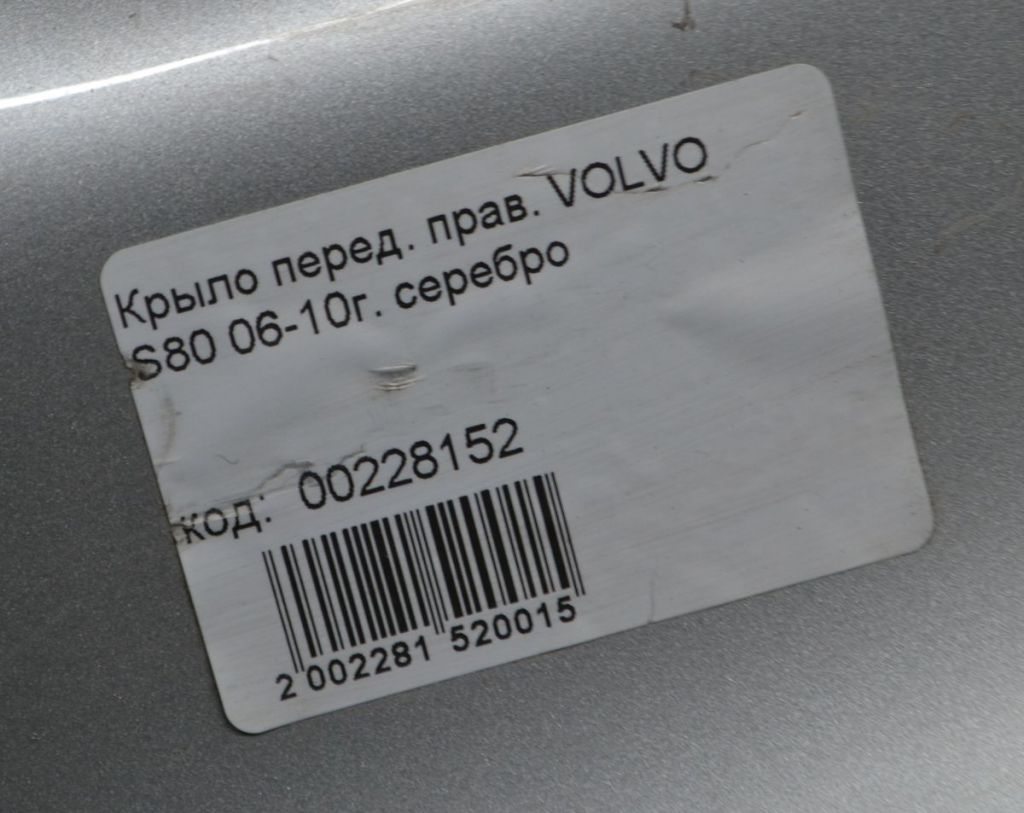 Крыло перед. прав. VOLVO
S80 06-10г. серебро
код: 00228152
2 002281 520015